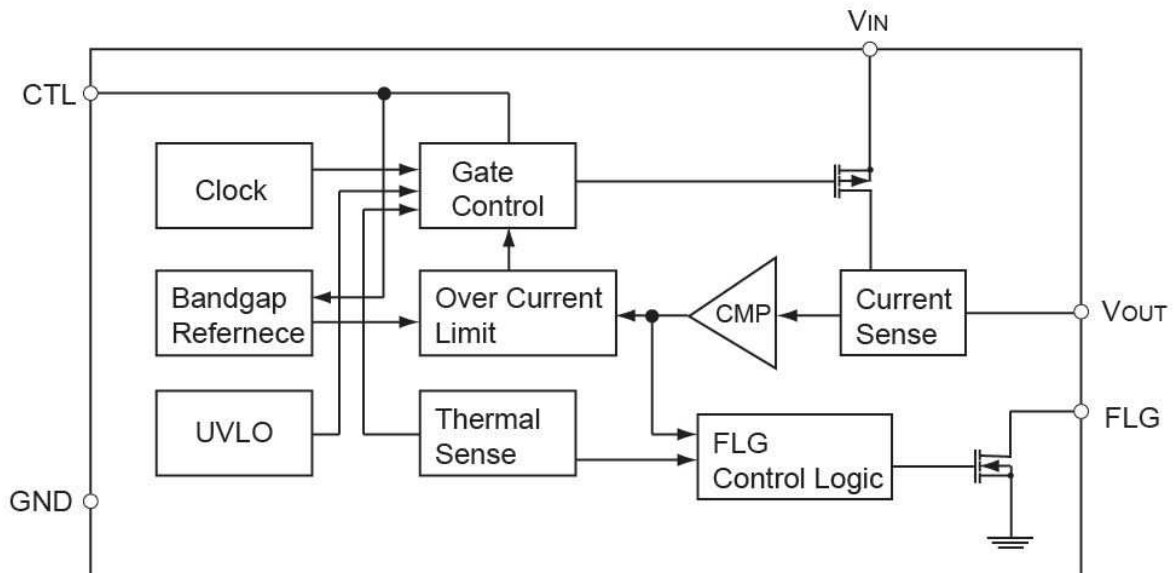 VIN
CTL
Clock
Gate
Control
Bandgap
Refernece
Over Current
Limit
CMP
Current
Sense
VOUT
UVLO
Thermal
Sense
FLG
Control Logic
FLG
GND